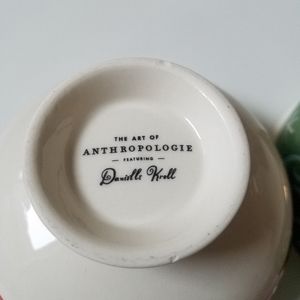 THE ART OF
ANTHROPOLOGIE
— FEATURING —
Danielle Kroll